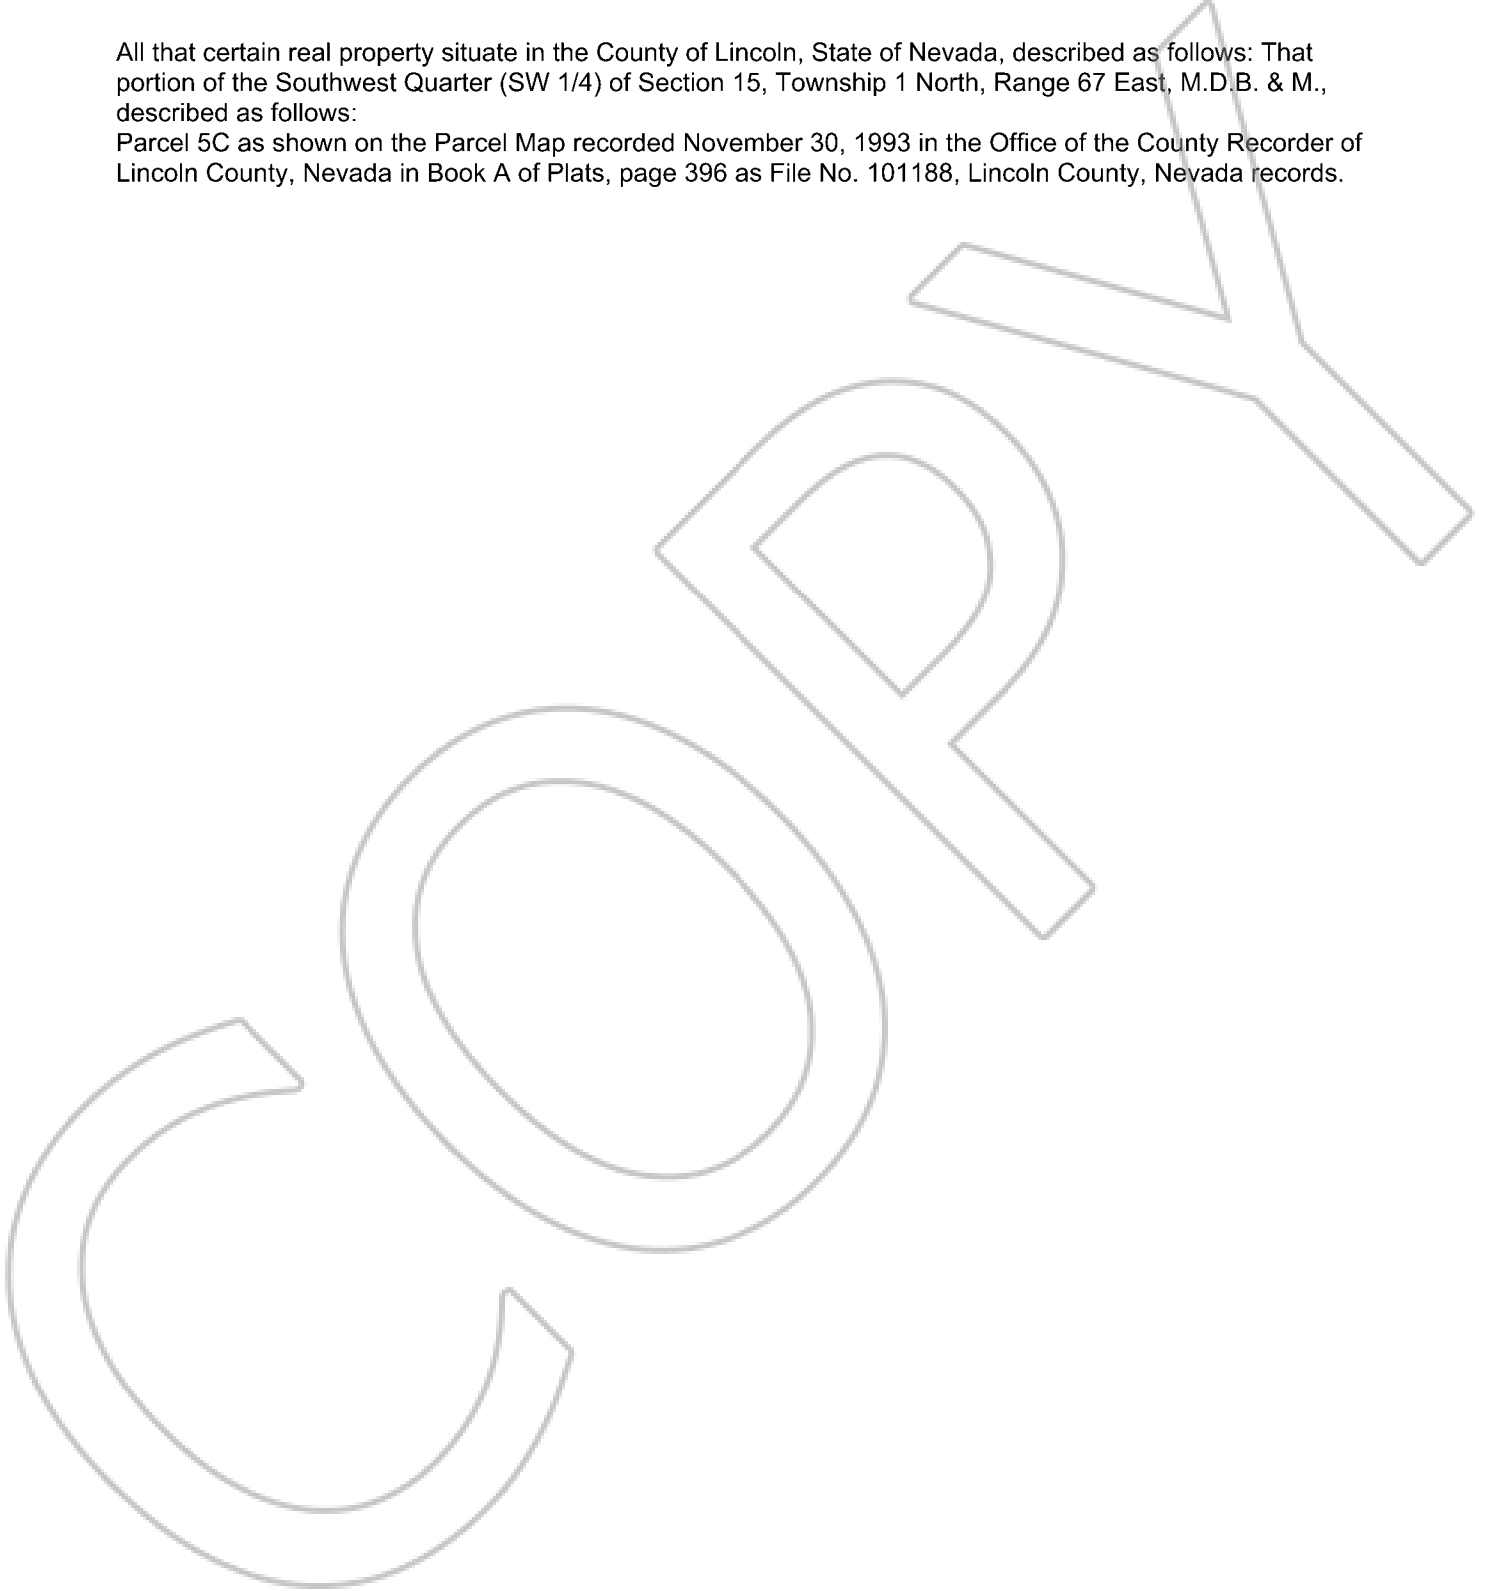 All that certain real property situate in the County of Lincoln, State of Nevada, described as follows: That
portion of the Southwest Quarter (SW 1/4) of Section 15, Township 1 North, Range 67 East, M.D.B. & M.,
described as follows:
Parcel 5C as shown on the Parcel Map recorded November 30, 1993 in the Office of the County Recorder of
Lincoln County, Nevada in Book A of Plats, page 396 as File No. 101188, Lincoln County, Nevada records.
COPY